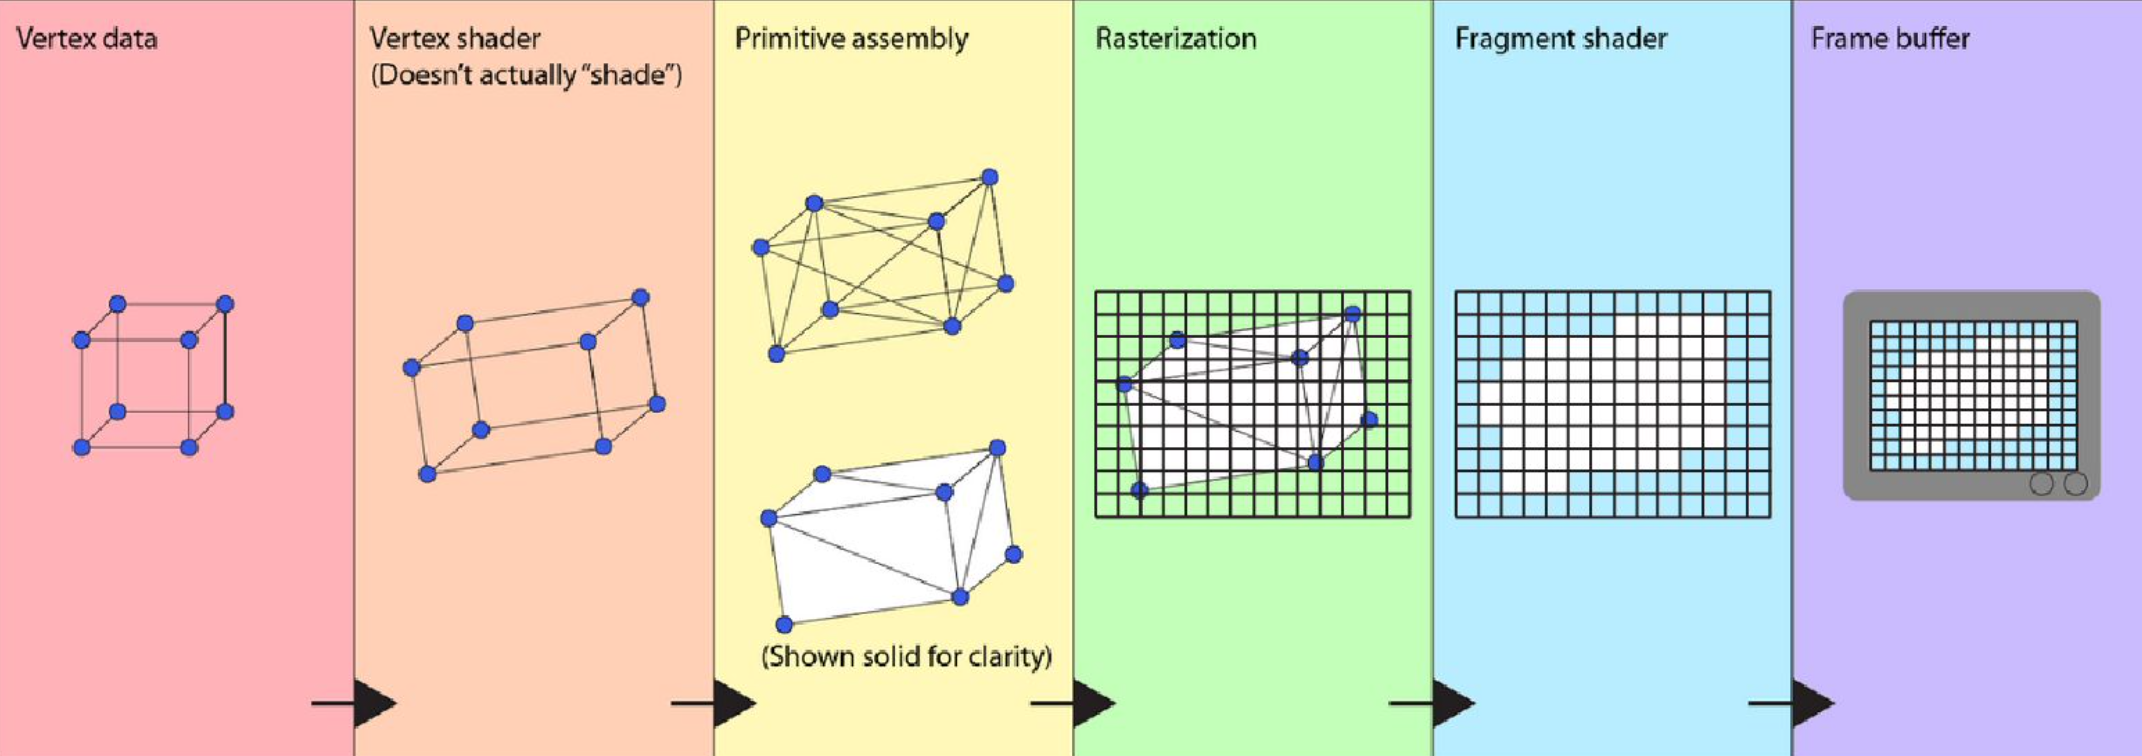 Vertex data
Vertex shader
(Doesn't actually “shade”)
Primitive assembly
(Shown solid for clarity)
Rasterization
Fragment shader
Frame buffer